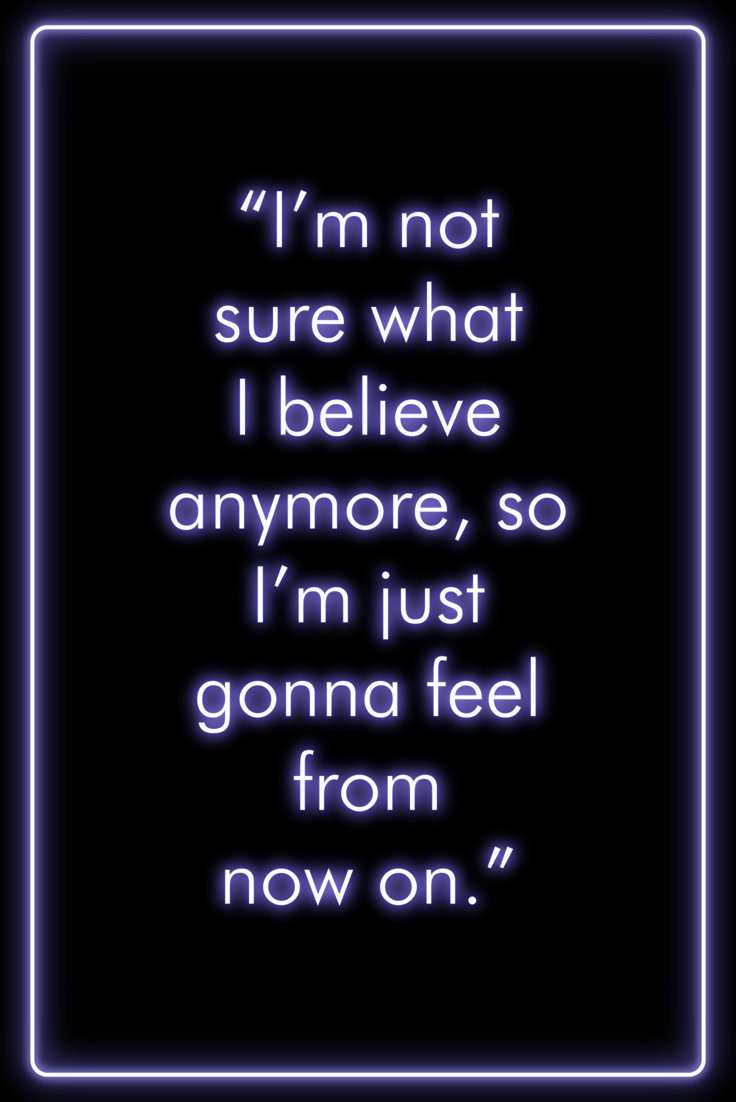 “I’m not
sure what
I believe
anymore, so
I’m just
gonna feel
from
now on.”